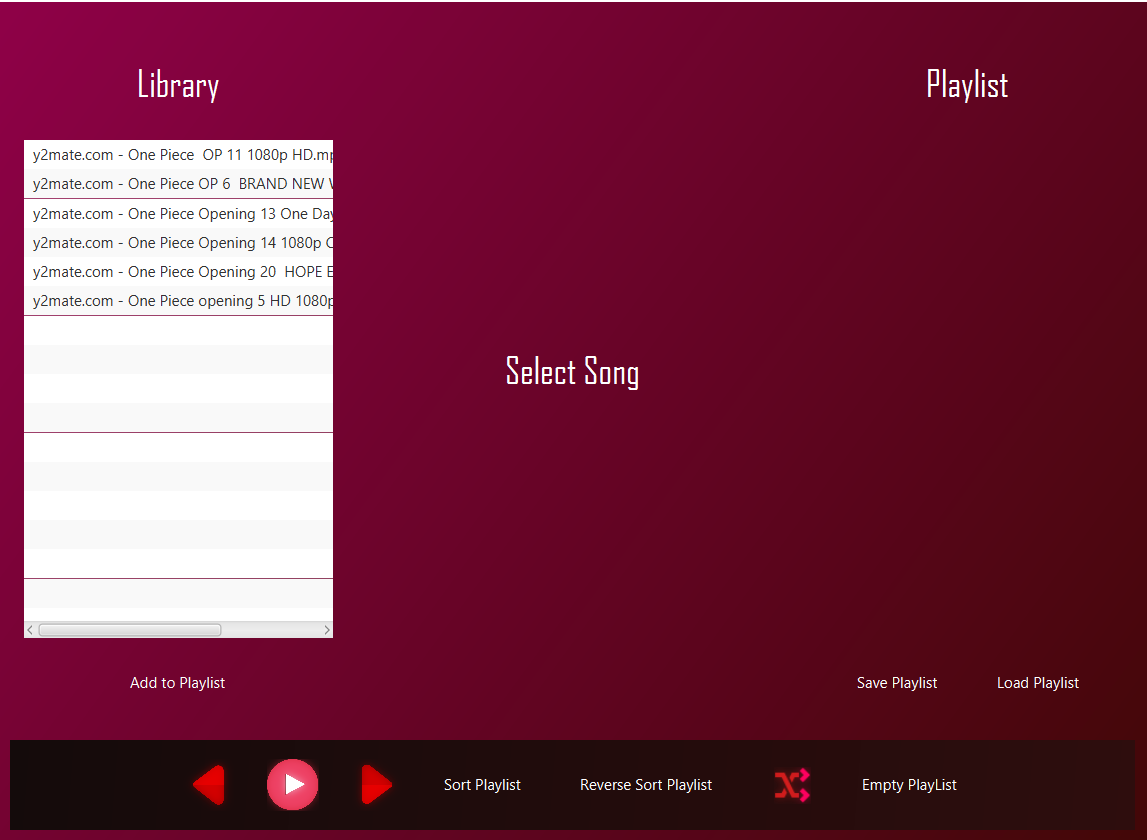 Library
Playlist
y2mate.com - One Piece  OP 11 1080p HD.mp
y2mate.com - One Piece OP 6  BRAND NEW
y2mate.com - One Piece Opening 13 One Day
y2mate.com - One Piece Opening 14 1080p
y2mate.com - One Piece Opening 20  HOPE
y2mate.com - One Piece opening 5 HD 1080p
Select Song
Add to Playlist
Save Playlist
Load Playlist
Sort Playlist
Reverse Sort Playlist
Empty PlayList